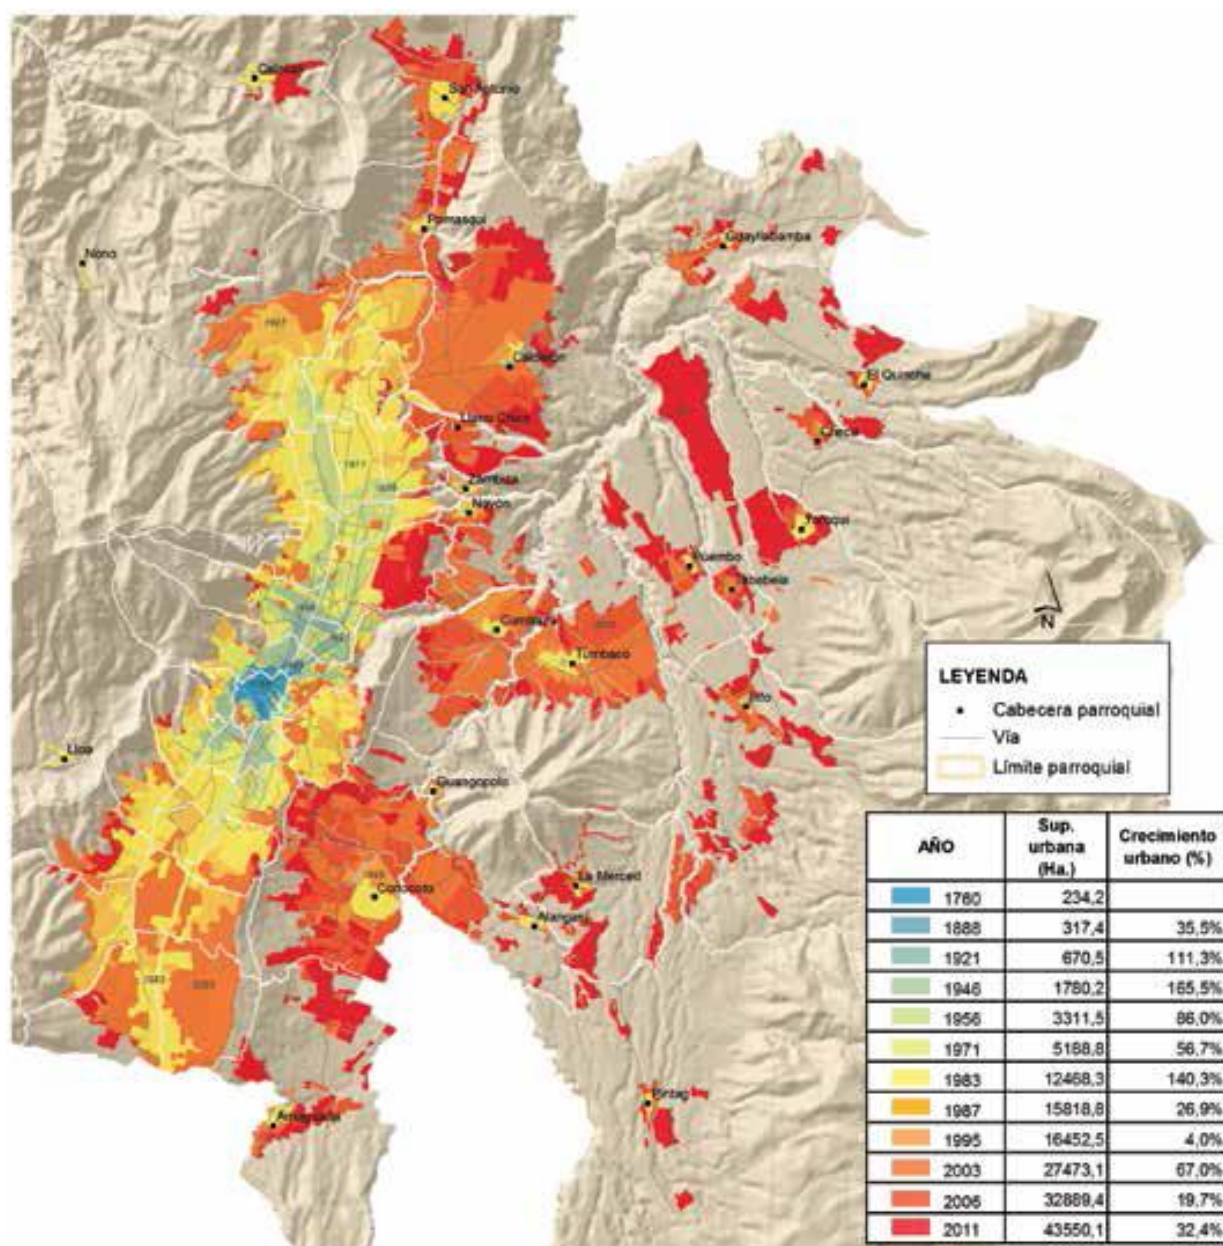 Calacalí
San Antonio
Pomasqui
Nono
Guayllabamba
Calderón
El Quinche
Llano Chico
Checa
Zámbiza
Nayón
Yaruquí
Puembo
Tababela
Cumbayá
Tumbaco
Pifo
Lloa
Guangopolo
La Merced
Conocoto
Alangasí
Píntag
Amaguaña
N
LEYENDA
Cabecera parroquial
Vía
Límite parroquial
AÑO Sup. urbana (Ha.) Crecimiento urbano (%)
1760 234,2
1888 317,4 35,5%
1921 670,5 111,3%
1946 1780,2 165,5%
1956 3311,5 86,0%
1971 5188,8 56,7%
1983 12468,3 140,3%
1987 15818,8 26,9%
1995 16452,5 4,0%
2003 27473,1 67,0%
2006 32889,4 19,7%
2011 43550,1 32,4%